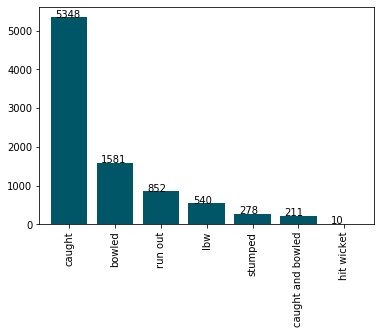 5000
4000
3000
2000
1000
0
5348
1581
852
540
278
211
10
caught
bowled
run out
lbw
stumped
caught and bowled
hit wicket